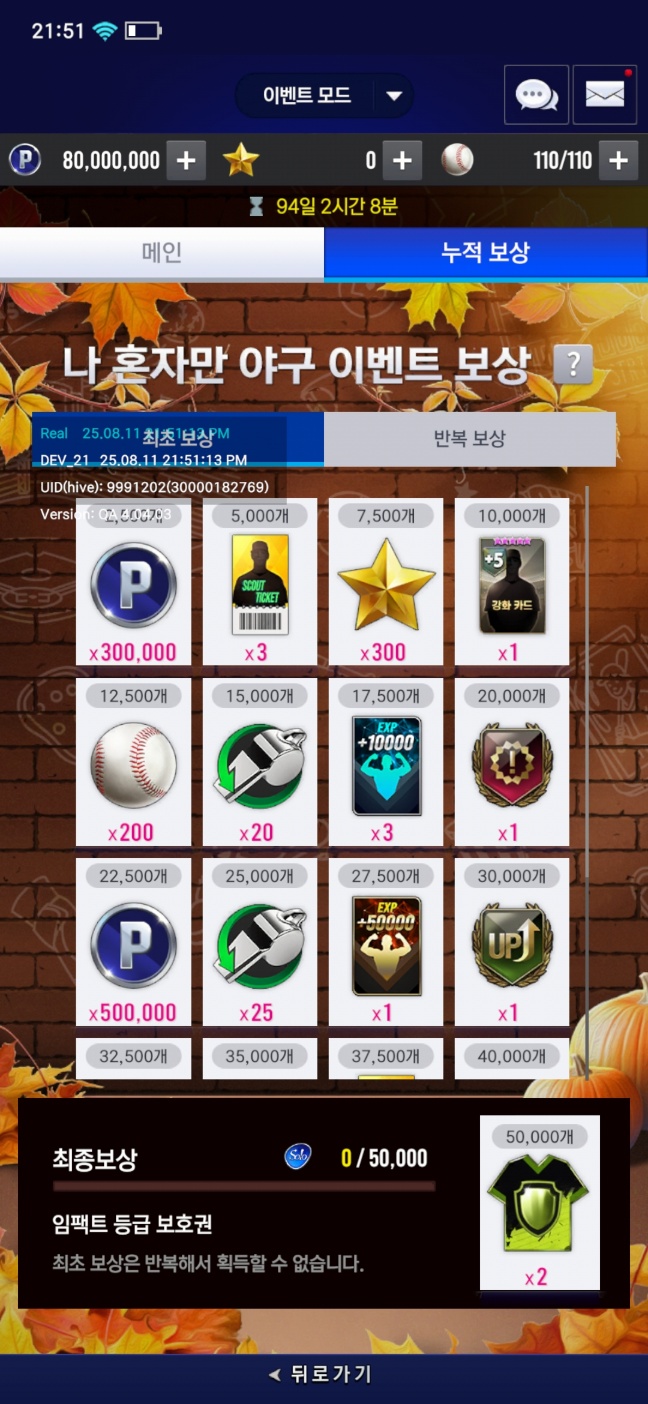 21:51
이벤트 모드
P 80,000,000 + 0 + 110/110 +
94일 2시간 8분
메인 누적 보상
나 혼자만 야구 이벤트 보상 ?
최초 보상 반복 보상
Real 25.08.11 21:51:13 PM
DEV_21 25.08.11 21:51:13 PM
UID(hive): 9991202(30000182769)
Version: QA
5,000개 7,500개 10,000개
P SCOUT TICKET +5 강화 카드
x300,000 x3 x300 x1
12,500개 15,000개 17,500개 20,000개
EXP +10000 !
x200 x20 x3 x1
22,500개 25,000개 27,500개 30,000개
P EXP +50000 UP
x500,000 x25 x1 x1
32,500개 35,000개 37,500개 40,000개
최종보상 Solo 0 / 50,000 50,000개
임팩트 등급 보호권
최초 보상은 반복해서 획득할 수 없습니다.
x2
뒤로가기